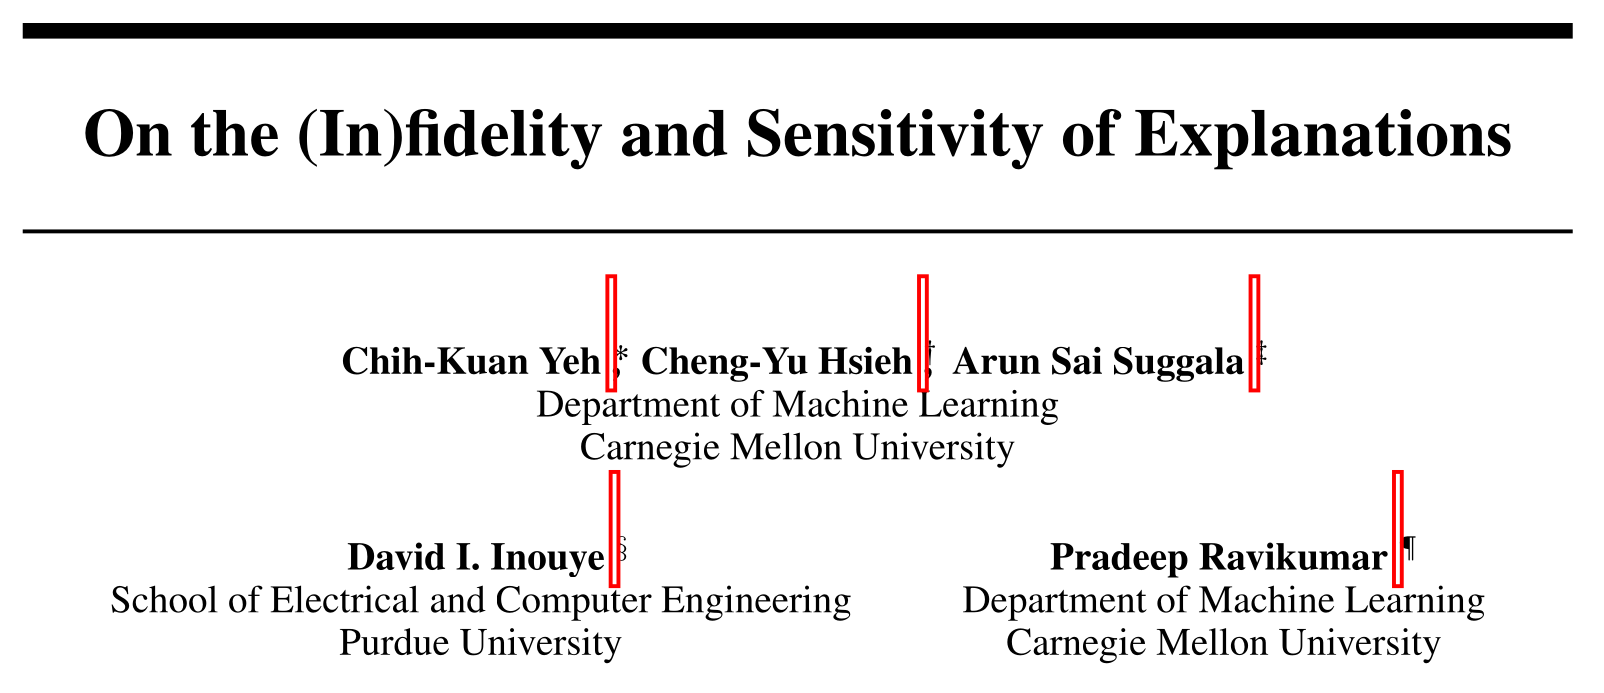 On the (In)fidelity and Sensitivity of Explanations
Chih-Kuan Yeh,* Cheng-Yu Hsieh,† Arun Sai Suggala‡
Department of Machine Learning
Carnegie Mellon University
David I. Inouye§
School of Electrical and Computer Engineering
Purdue University
Pradeep Ravikumar¶
Department of Machine Learning
Carnegie Mellon University